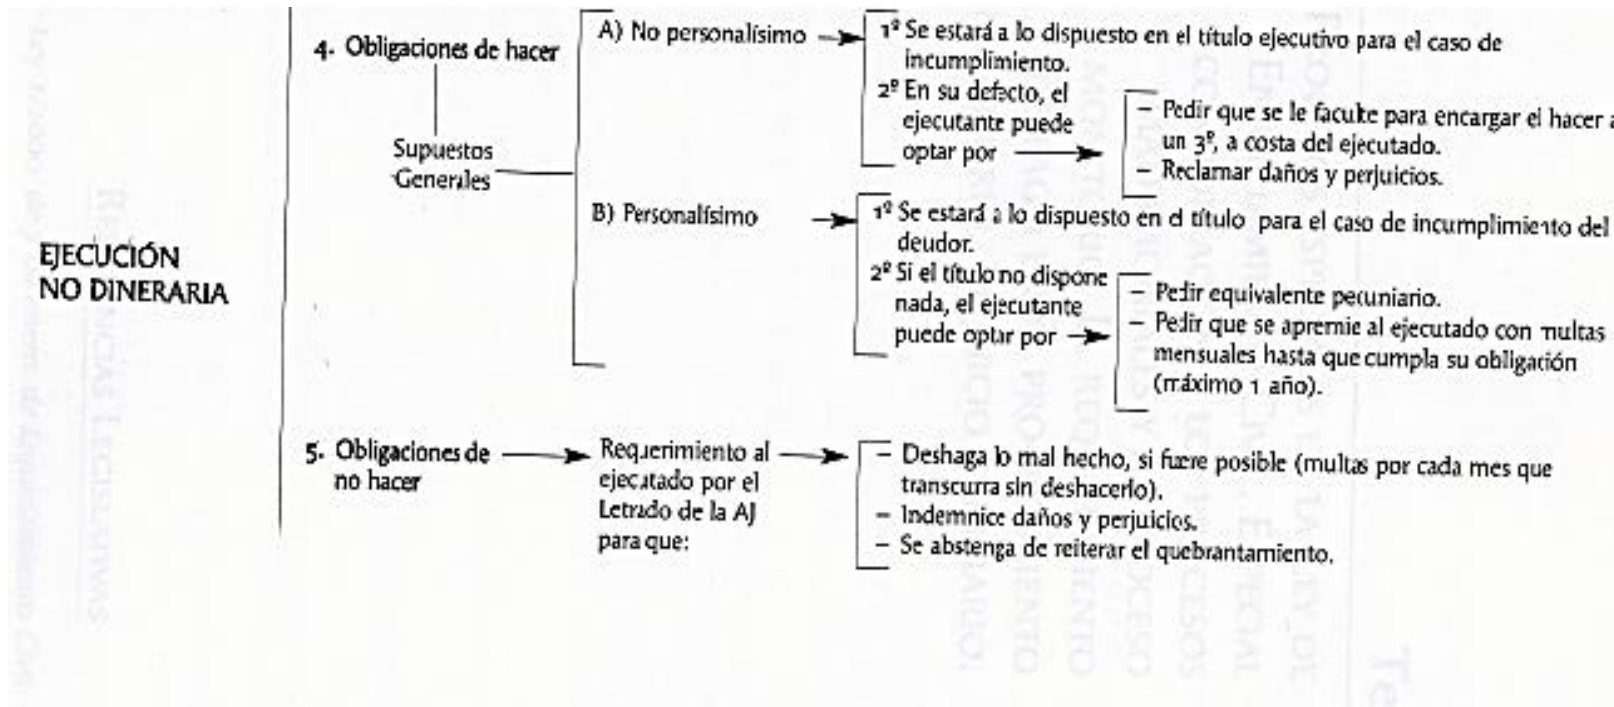 EJECUCIÓN
NO DINERARIA
4. Obligaciones de hacer
Supuestos
Generales
A) No personalísimo
1º Se estará a lo dispuesto en el título ejecutivo para el caso de
incumplimiento.
2º En su defecto, el
ejecutante puede
optar por
– Pedir que se le faculte para encargar el hacer a
un 3º, a costa del ejecutado.
– Reclamar daños y perjuicios.
B) Personalísimo
1º Se estará a lo dispuesto en el título para el caso de incumplimiento del
deudor.
2º Si el título no dispone
nada, el ejecutante
puede optar por
– Pedir equivalente pecuniario.
– Pedir que se apremie al ejecutado con multas
mensuales hasta que cumpla su obligación
(máximo 1 año).
5. Obligaciones de
no hacer
Requerimiento al
ejecutado por el
Letrado de la AJ
para que:
– Deshaga lo mal hecho, si fuere posible (multas por cada mes que
transcurra sin deshacerlo).
– Indemnice daños y perjuicios.
– Se abstenga de reiterar el quebrantamiento.